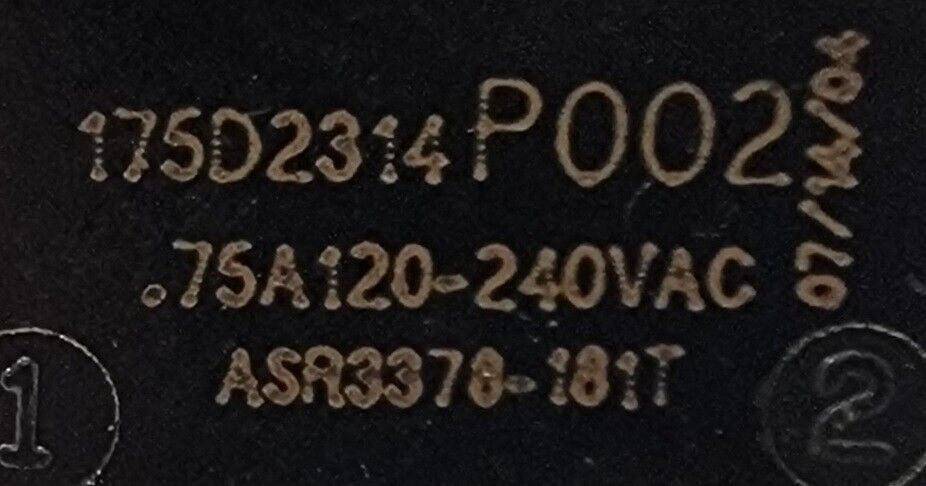 175D2314P002
07/14/04
.75A120-240VAC
ASR3378-181T
1
2